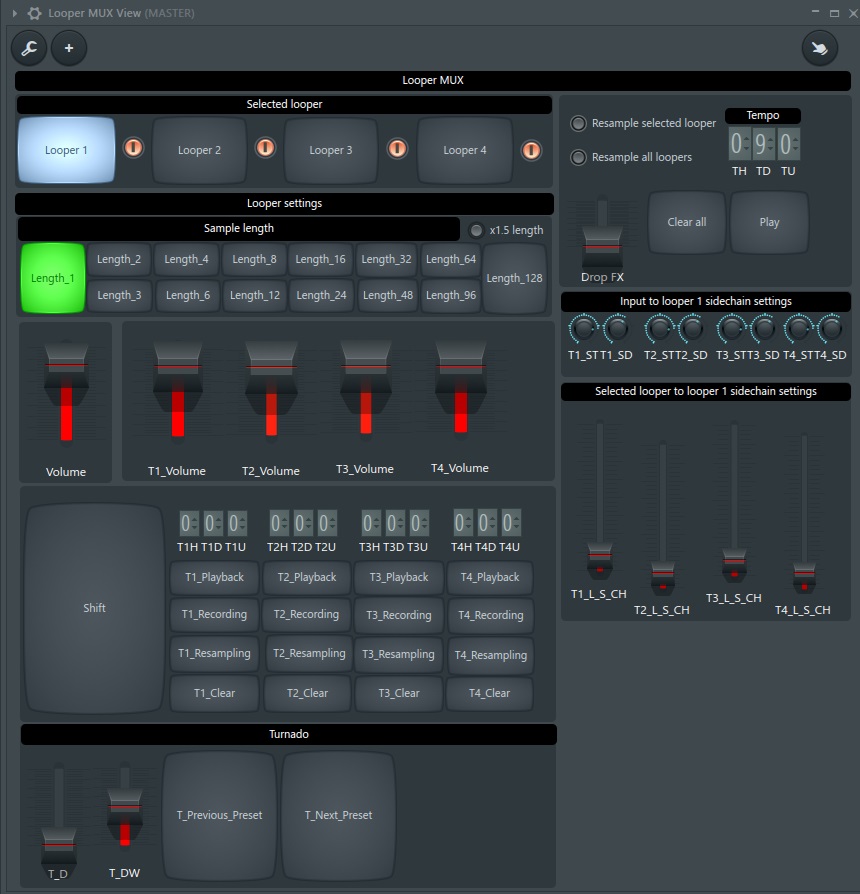 Looper MUX View (MASTER)
Looper MUX
Selected looper
Looper 1
Looper 2
Looper 3
Looper 4
Resample selected looper
Resample all loopers
Tempo
0 9 0
TH TD TU
Clear all
Play
Drop FX
Looper settings
Sample length
x1.5 length
Length_1
Length_2 Length_4 Length_8 Length_16 Length_32 Length_64
Length_128
Length_3 Length_6 Length_12 Length_24 Length_48 Length_96
Input to looper 1 sidechain settings
T1_ST T1_SD T2_ST T2_SD T3_ST T3_SD T4_ST T4_SD
Selected looper to looper 1 sidechain settings
T1_L_S_CH
T2_L_S_CH
T3_L_S_CH
T4_L_S_CH
Volume
T1_Volume T2_Volume T3_Volume T4_Volume
Shift
0 0 0 0 0 0 0 0 0 0 0 0
T1H T1D T1U T2H T2D T2U T3H T3D T3U T4H T4D T4U
T1_Playback T2_Playback T3_Playback T4_Playback
T1_Recording T2_Recording T3_Recording T4_Recording
T1_Resampling T2_Resampling T3_Resampling T4_Resampling
T1_Clear T2_Clear T3_Clear T4_Clear
Turnado
T_D
T_DW
T_Previous_Preset
T_Next_Preset